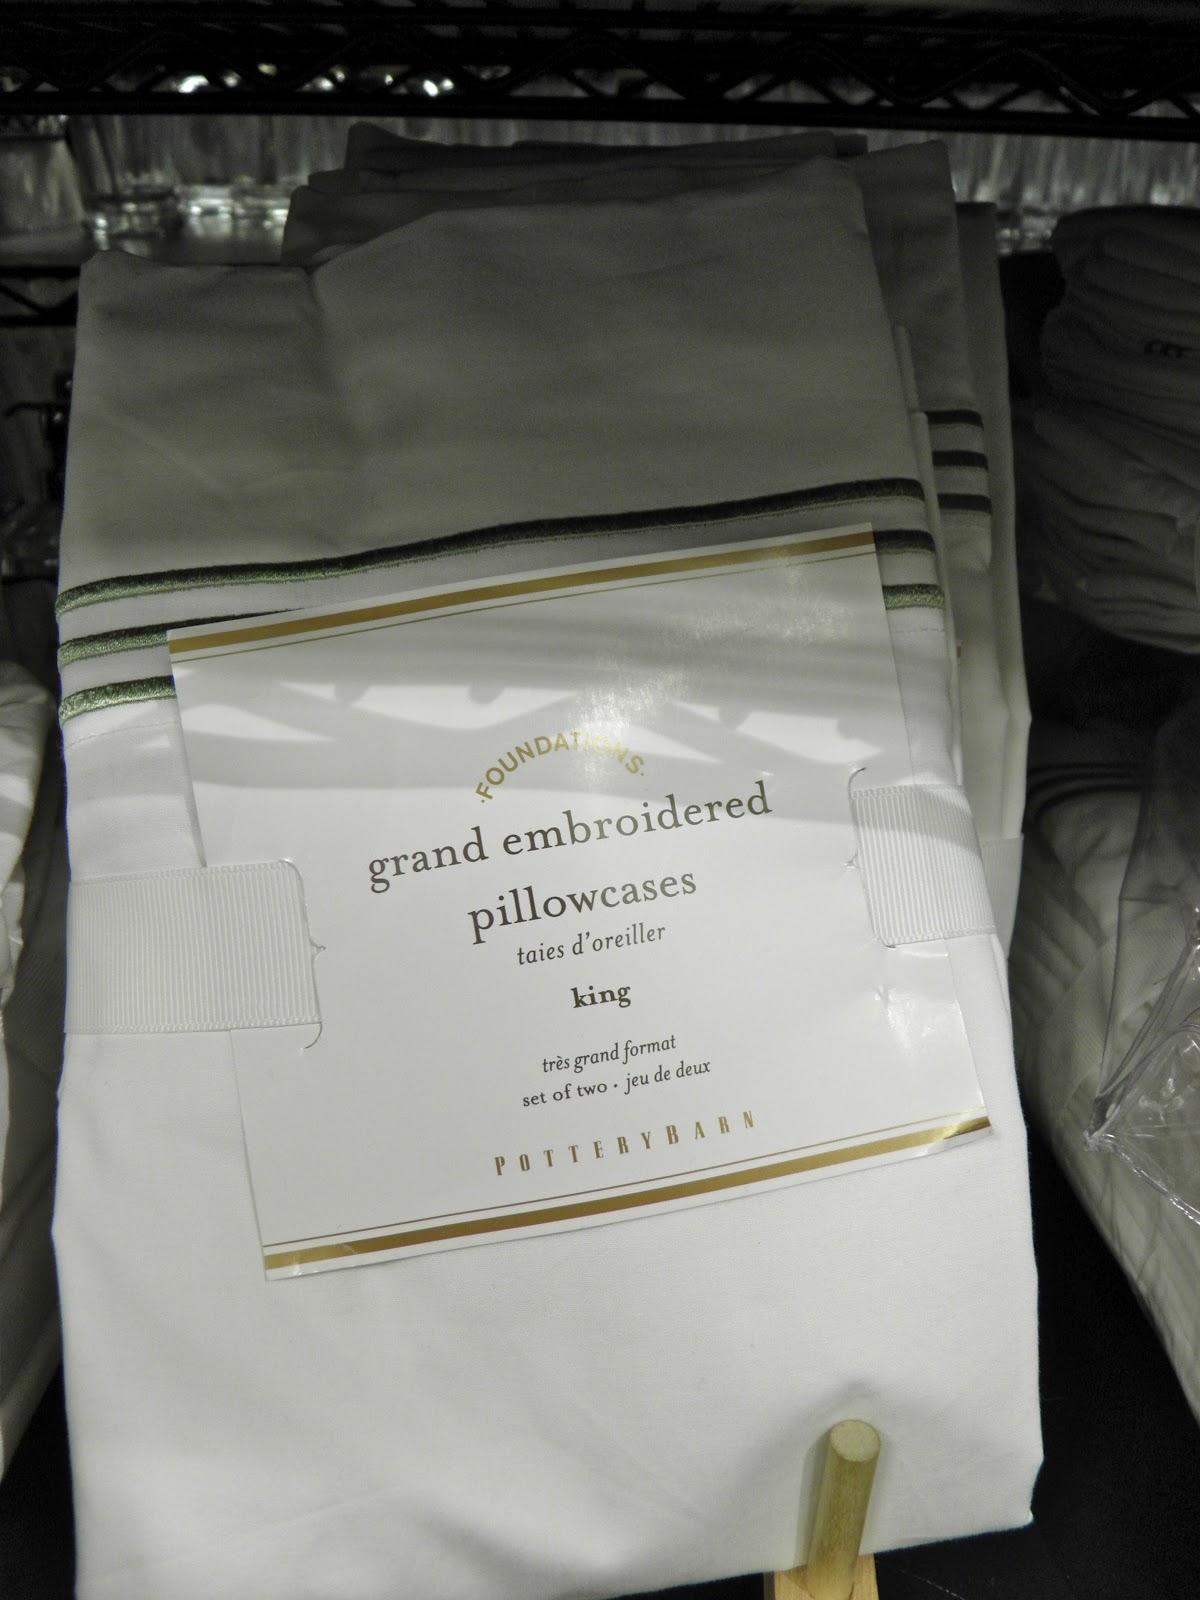 ·FOUNDATIONS·
grand embroidered
pillowcases
taies d'oreiller
king
très grand format
set of two · jeu de deux
POTTERYBARN